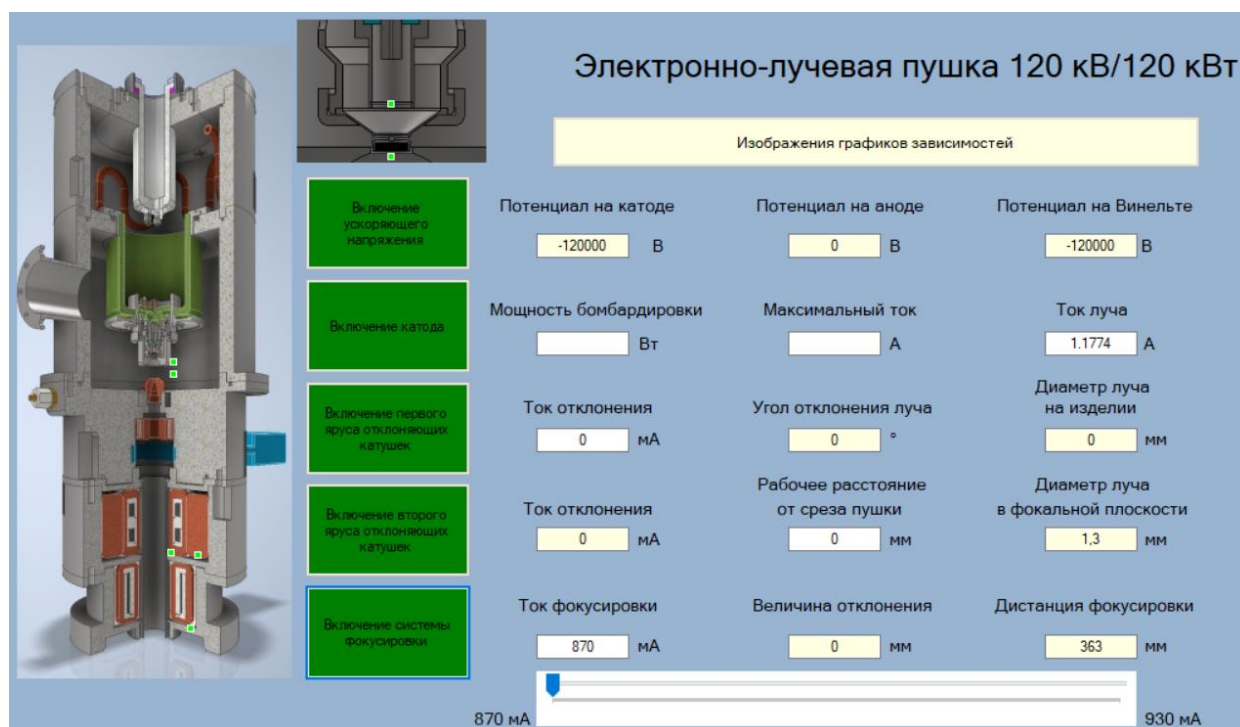 Электронно-лучевая пушка 120 кВ/120 кВт
Изображения графиков зависимостей
Включение
ускоряющего
напряжения
Потенциал на катоде
-120000 В
Потенциал на аноде
0 В
Потенциал на Винельте
-120000 В
Включение катода
Мощность бомбардировки
Вт
Максимальный ток
А
Ток луча
1.1774 А
Включение первого
яруса отклоняющих
катушек
Ток отклонения
0 мА
Угол отклонения луча
0 °
Диаметр луча
на изделии
0 мм
Включение второго
яруса отклоняющих
катушек
Ток отклонения
0 мА
Рабочее расстояние
от среза пушки
0 мм
Диаметр луча
в фокальной плоскости
1,3 мм
Включение системы
фокусировки
Ток фокусировки
870 мА
Величина отклонения
0 мм
Дистанция фокусировки
363 мм
870 мА
930 мА